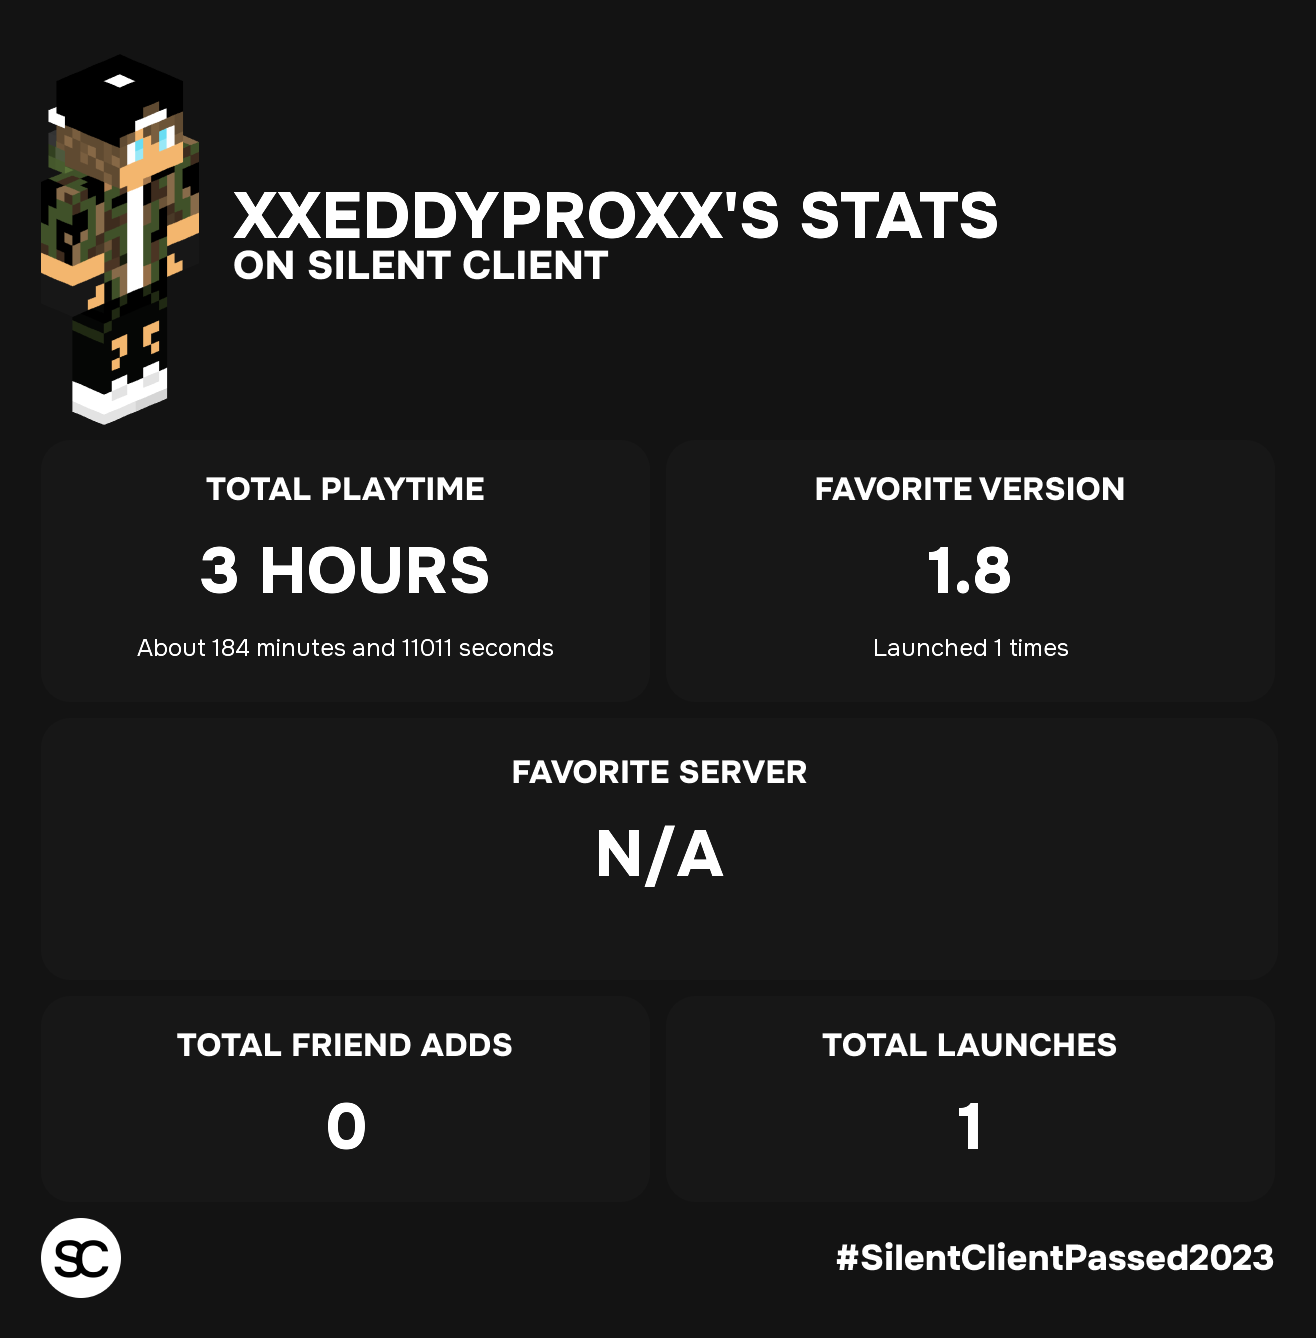 XXEDDYPROXX'S STATS
ON SILENT CLIENT
TOTAL PLAYTIME
3 HOURS
About 184 minutes and 11011 seconds
FAVORITE VERSION
1.8
Launched 1 times
FAVORITE SERVER
N/A
TOTAL FRIEND ADDS
0
TOTAL LAUNCHES
1
SC
#SilentClientPassed2023